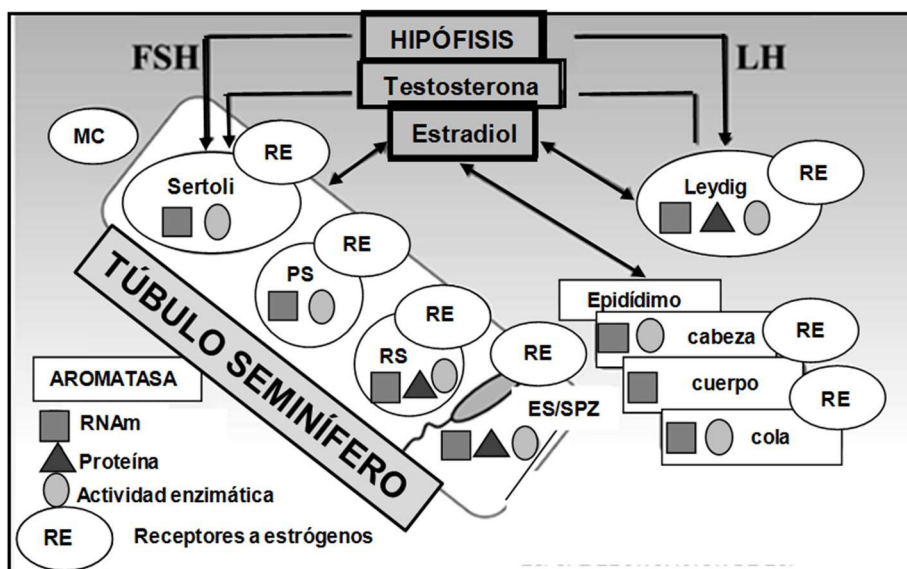 HIPÓFISIS
FSH
LH
Testosterona
Estradiol
MC
RE
Sertoli
RE
Leydig
RE
PS
RE
RS
RE
ES/SPZ
TÚBULO SEMINÍFERO
Epidídimo
cabeza
RE
cuerpo
RE
cola
AROMATASA
RNAm
Proteína
Actividad enzimática
RE
Receptores a estrógenos